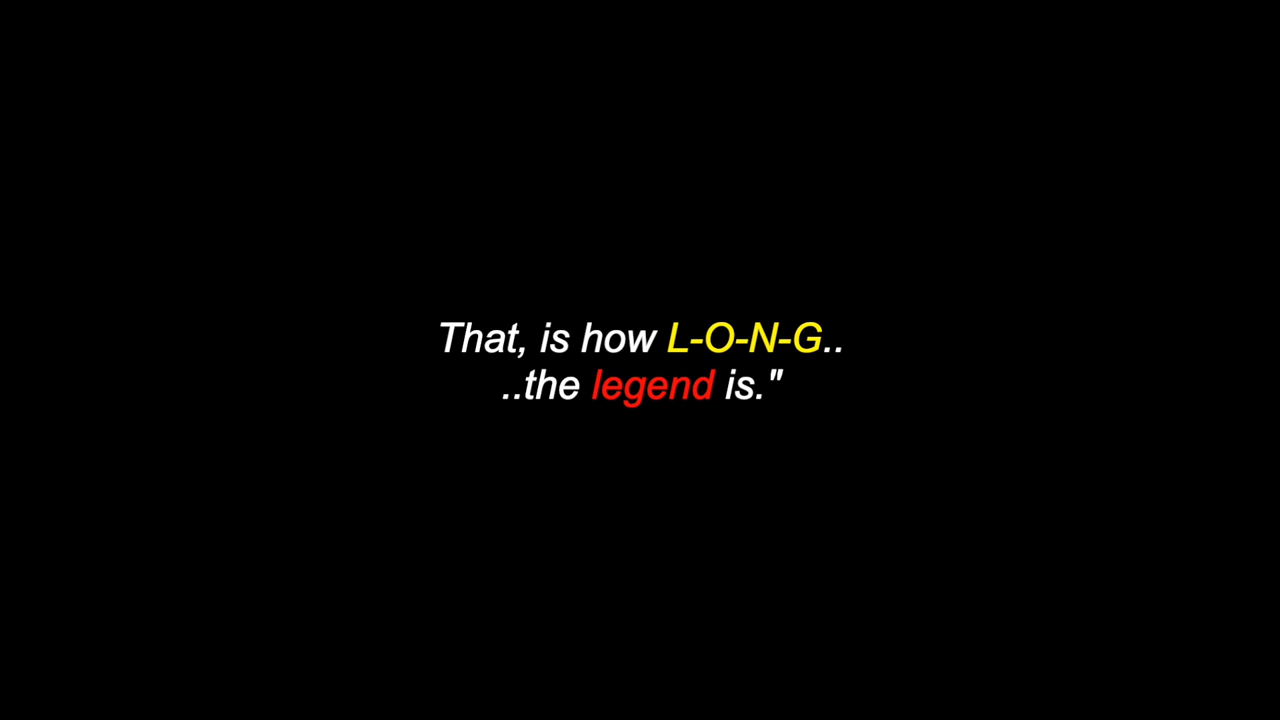 That, is how L-O-N-G..
..the legend is."